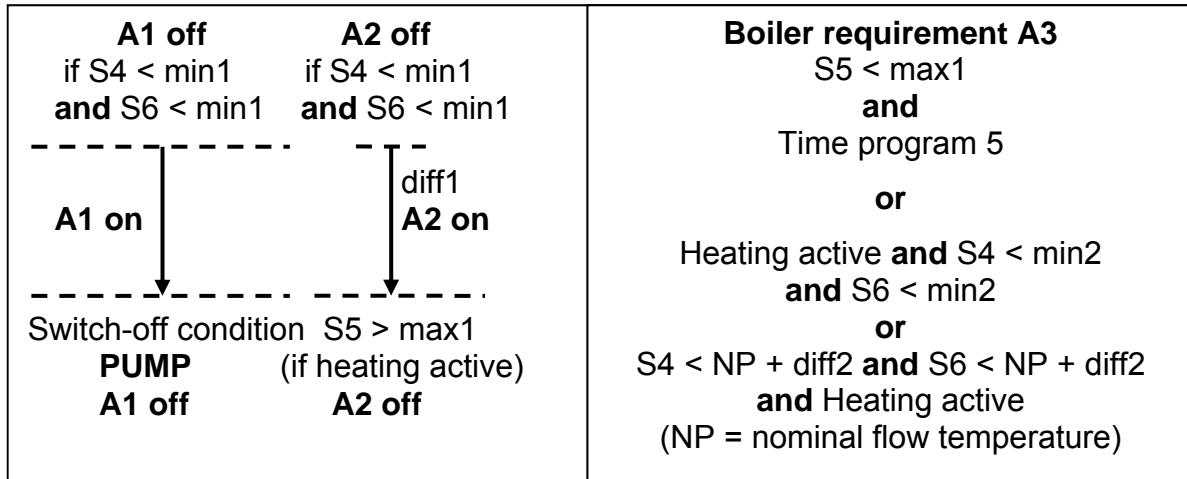 A1 off
if S4 < min1
and S6 < min1
A2 off
if S4 < min1
and S6 < min1
A1 on
diff1
A2 on
Switch-off condition
PUMP
A1 off
S5 > max1
(if heating active)
A2 off
Boiler requirement A3
S5 < max1
and
Time program 5
or
Heating active and S4 < min2
and S6 < min2
or
S4 < NP + diff2 and S6 < NP + diff2
and Heating active
(NP = nominal flow temperature)